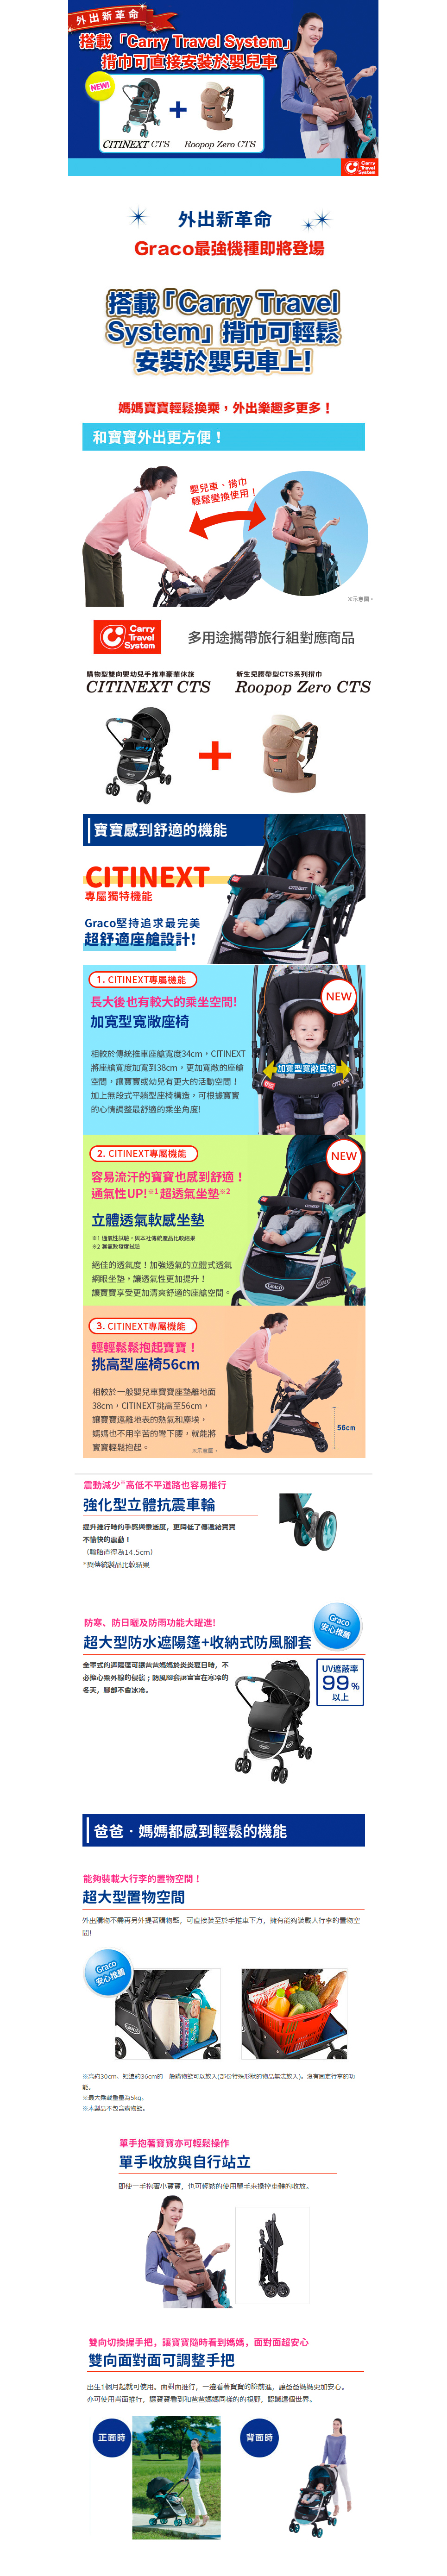 外出新革命
搭載「Carry Travel System」
揹巾可直接安裝於嬰兒車
NEW!
CITINEXT CTS
Roopop Zero CTS
Carry
Travel
System
外出新革命
Graco最強機種即將登場
搭載「Carry Travel
System」揹巾可輕鬆
安裝於嬰兒車上!
媽媽寶寶輕鬆換乘，外出樂趣多更多！
和寶寶外出更方便！
嬰兒車、揹巾
輕鬆變換使用！
※示意圖。
Carry
Travel
System
多用途攜帶旅行組對應商品
購物型雙向嬰幼兒手推車豪華休旅
CITINEXT CTS
新生兒腰帶型CTS系列揹巾
Roopop Zero CTS
寶寶感到舒適的機能
CITINEXT
專屬獨特機能
Graco堅持追求最完美
超舒適座艙設計!
1. CITINEXT專屬機能
NEW
長大後也有較大的乘坐空間!
加寬型寬敞座椅
相較於傳統推車座艙寬度34cm，CITINEXT
將座艙寬度加寬到38cm，更加寬敞的座艙
空間，讓寶寶或幼兒有更大的活動空間！
加上無段式平躺型座椅構造，可根據寶寶
的心情調整最舒適的乘坐角度!
加寬型寬敞座椅
2. CITINEXT專屬機能
NEW
容易流汗的寶寶也感到舒適！
通氣性UP!※1 超透氣坐墊※2
立體透氣軟感坐墊
※1 通氣性試驗，與本社傳統產品比較結果
※2 蒸氣散發度試驗
絕佳的透氣度！加強透氣的立體式透氣
網眼坐墊，讓透氣性更加提升！
讓寶寶享受更加清爽舒適的座艙空間。
GRACO
3. CITINEXT專屬機能
輕輕鬆鬆抱起寶寶！
挑高型座椅56cm
相較於一般嬰兒車寶寶座墊離地面
38cm，CITINEXT挑高至56cm，
讓寶寶遠離地表的熱氣和塵埃，
媽媽也不用辛苦的彎下腰，就能將
寶寶輕鬆抱起。
※示意圖。
56cm
震動減少※高低不平道路也容易推行
強化型立體抗震車輪
提升推行時的手感與靈活度，更降低了傳遞給寶寶
不愉快的震動！
（輪胎直徑為14.5cm）
*與傳統製品比較結果
防寒、防日曬及防雨功能大躍進!
Graco
安心推薦
超大型防水遮陽篷+收納式防風腳套
全罩式的遮陽篷可讓爸爸媽媽於炎炎夏日時，不
必擔心紫外線的侵襲；防風腳套讓寶寶在寒冷的
冬天，腳部不會冰冷。
UV遮蔽率
99%
以上
爸爸．媽媽都感到輕鬆的機能
能夠裝載大行李的置物空間！
超大型置物空間
外出購物不需再另外提著購物籃，可直接裝至於手推車下方，擁有能夠裝載大行李的置物空
間!
Graco
安心推薦
※高約30cm、短邊約36cm的一般購物籃可以放入(部份特殊形狀的物品無法放入)。沒有固定行李的功
能。
※最大乘載重量為5kg。
※本製品不包含購物籃。
單手抱著寶寶亦可輕鬆操作
單手收放與自行站立
即使一手抱著小寶寶，也可輕鬆的使用單手來操控車體的收放。
雙向切換握手把，讓寶寶隨時看到媽媽，面對面超安心
雙向面對面可調整手把
出生1個月起就可使用。面對面推行，一邊看著寶寶的臉前進，讓爸爸媽媽更加安心。
亦可使用背面推行，讓寶寶看到和爸爸媽媽同樣的的視野，認識這個世界。
正面時
背面時